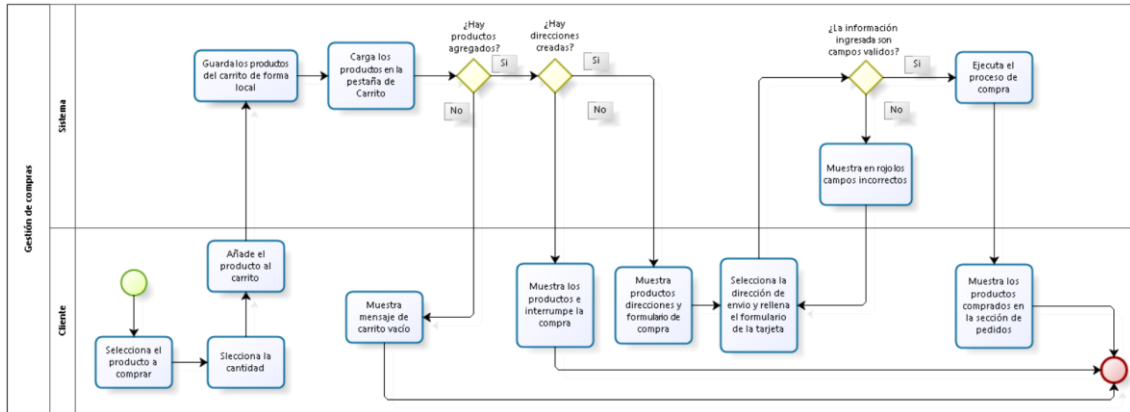 Gestión de compras
Sistema
Guarda los productos
del carrito de forma
local
Carga los
productos en la
pestaña de
Carrito
¿Hay
productos
agregados?
Si
No
¿Hay
direcciones
creadas?
Si
No
¿La información
ingresada son
campos validos?
Si
No
Ejecuta el
proceso de
compra
Muestra en rojo los
campos incorrectos
Cliente
Selecciona el
producto a
comprar
Slecciona la
cantidad
Añade el
producto al
carrito
Muestra
mensaje de
carrito vacío
Muestra los
productos e
interrumpe la
compra
Muestra
productos
direcciones y
formulario de
compra
Selecciona la
dirección de
envio y rellena
el formulario
de la tarjeta
Muestra los
productos
comprados en
la sección de
pedidos